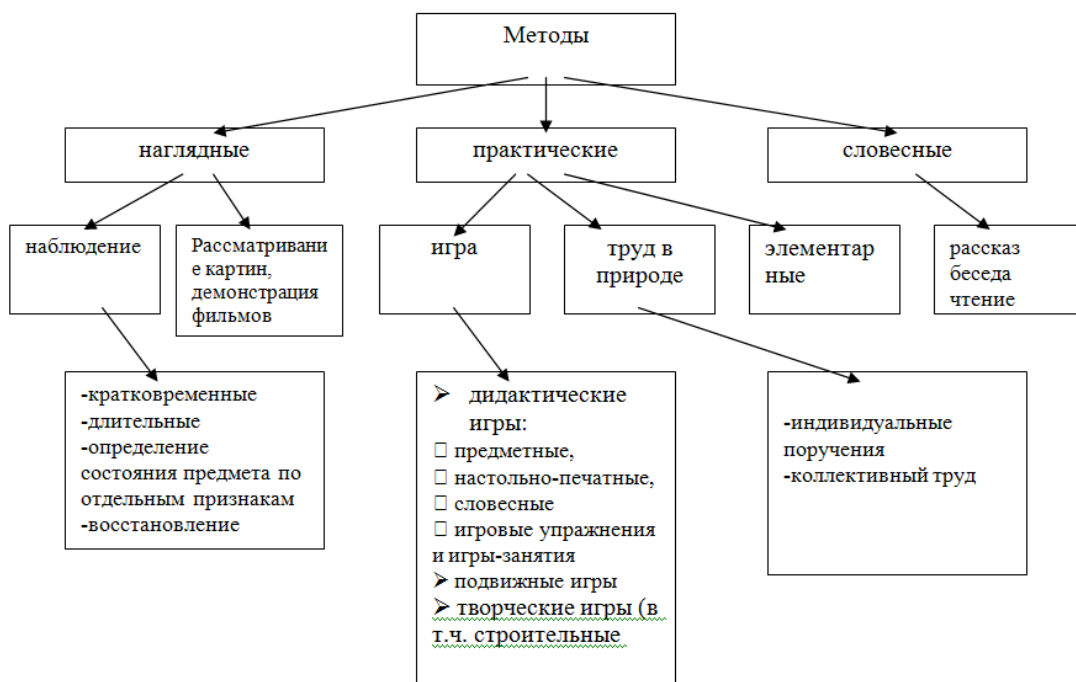 Методы
наглядные
практические
словесные
наблюдение
Рассматривани
е картин,
демонстрация
фильмов
игра
труд в
природе
элементар
ные
рассказ
беседа
чтение
-кратковременные
-длительные
-определение
состояния предмета по
отдельным признакам
-восстановление
➢ дидактические
игры:
□ предметные,
□ настольно-печатные,
□ словесные
□ игровые упражнения
и игры-занятия
➢ подвижные игры
➢ творческие игры (в
т.ч. строительные
-индивидуальные
поручения
-коллективный труд